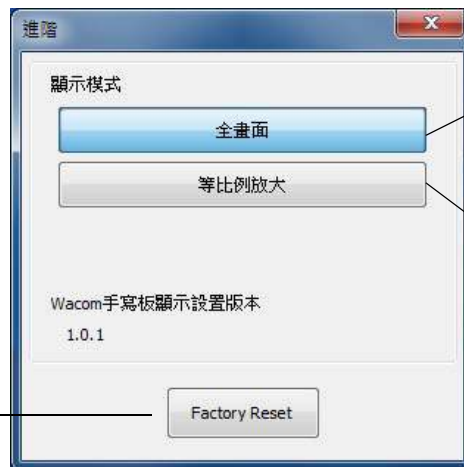 進階
顯示模式
全畫面
等比例放大
Wacom手寫板顯示設置版本
1.0.1
Factory Reset